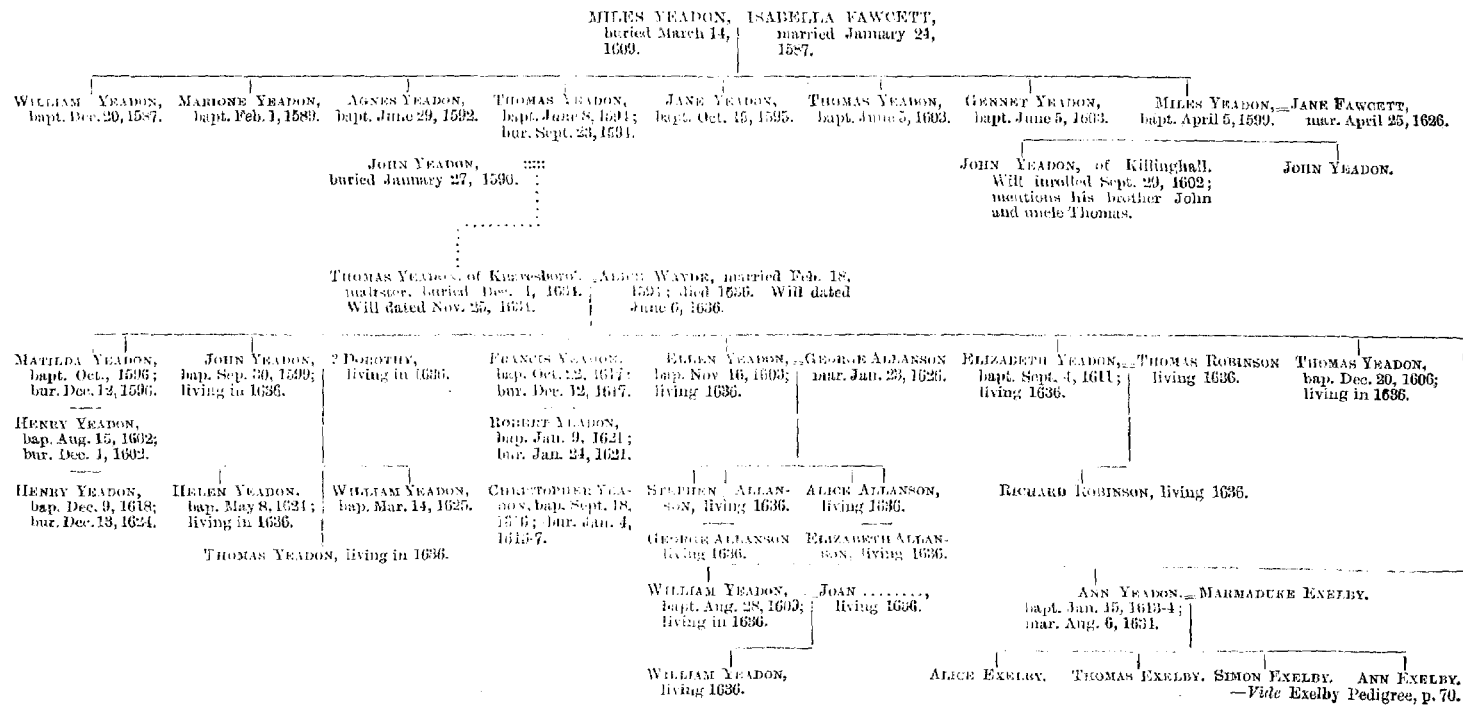 MILES YEADON,
buried March 14,
1609.
ISABELLA FAWCETT,
married January 24,
1587.
WILLIAM YEADON,
bapt. Dec. 20, 1587.
MARIONE YEADON,
bapt. Feb. 1, 1589.
AGNES YEADON,
bapt. June 29, 1592.
THOMAS YEADON,
bapt. June 8, 1594;
bur. Sept. 23, 1594.
JANE YEADON,
bapt. Oct. 15, 1595.
THOMAS YEADON,
bapt. June 5, 1603.
GENNET YEADON,
bapt. June 5, 1603.
MILES YEADON,
bapt. April 5, 1599.
JANE FAWCETT,
mar. April 25, 1626.
JOHN YEADON,
buried January 27, 1596.
JOHN YEADON, of Killinghall.
Will inrolled Sept. 29, 1602;
mentions his brother John
and uncle Thomas.
JOHN YEADON.
THOMAS YEADON, of Knaresboro'.
maltster, buried Dec. 1, 1634.
Will dated Nov. 25, 1634.
ALICE WAYDE, married Feb. 18,
1594; died 1636. Will dated
June 6, 1636.
MATILDA YEADON,
bapt. Oct., 1596;
bur. Dec. 12, 1596.
JOHN YEADON,
bap. Sep. 30, 1599;
living in 1636.
? DOROTHY,
living in 1636.
FRANCIS YEADON,
bap. Oct. 22, 1617;
bur. Dec. 12, 1617.
ELLEN YEADON,
bap. Nov. 16, 1603;
living 1636.
GEORGE ALLANSON
mar. Jan. 23, 1626.
ELIZABETH YEADON,
bapt. Sept. 4, 1611;
living 1636.
THOMAS ROBINSON
living 1636.
THOMAS YEADON,
bap. Dec. 20, 1606;
living in 1636.
HENRY YEADON,
bap. Aug. 15, 1602;
bur. Dec. 1, 1602.
ROBERT YEADON,
bap. Jan. 9, 1621;
bur. Jan. 24, 1621.
HENRY YEADON,
bap. Dec. 9, 1618;
bur. Dec. 13, 1624.
HELEN YEADON,
bap. May 8, 1624;
living in 1636.
WILLIAM YEADON,
bap. Mar. 14, 1625.
CHRISTOPHER YEA-
DON, bap. Sept. 18,
bur. Jan. 4,
STEPHEN ALLAN-
SON, living 1636.
ALICE ALLANSON,
living 1636.
RICHARD ROBINSON, living 1636.
THOMAS YEADON, living in 1636.
GEORGE ALLANSON
living 1636.
ELIZABETH ALLAN-
SON, living 1636.
WILLIAM YEADON,
bapt. Aug. 28, 1609;
living in 1636.
JOAN ........,
living 1636.
ANN YEADON,
bapt. Jan. 15, 1613-4;
mar. Aug. 6, 1634.
MARMADUKE EXELBY.
WILLIAM YEADON,
living 1636.
ALICE EXELBY.
THOMAS EXELBY.
SIMON EXELBY.
ANN EXELBY.
—Vide Exelby Pedigree, p. 70.